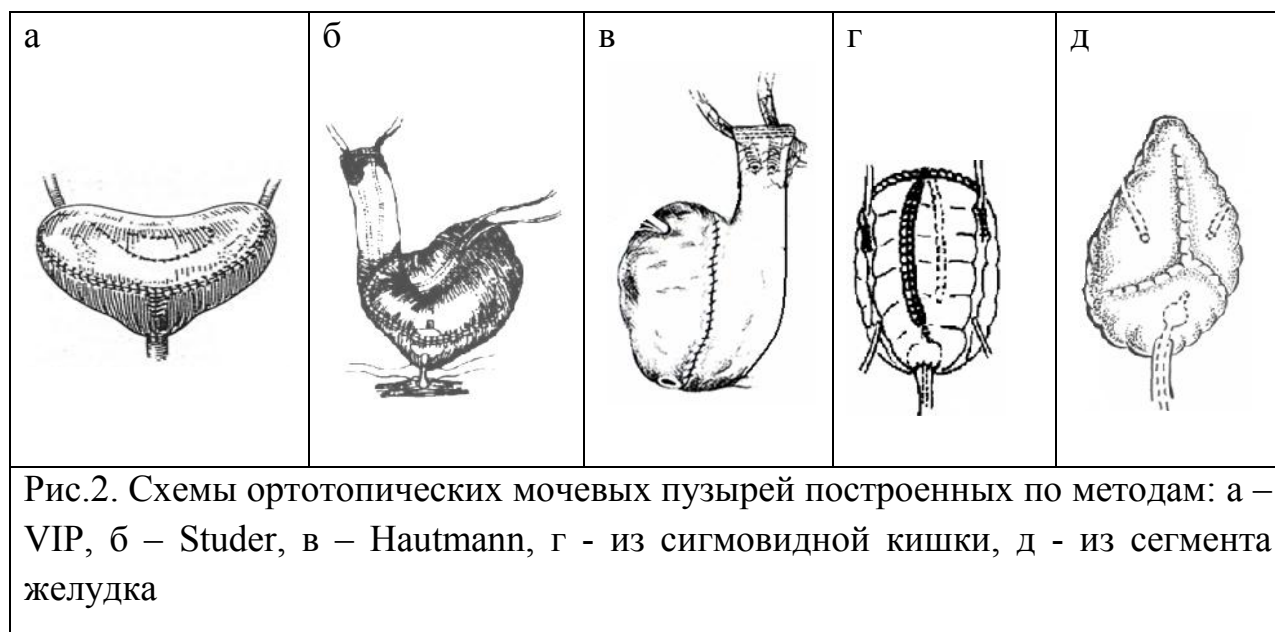 а
б
в
г
д
Рис.2. Схемы ортотопических мочевых пузырей построенных по методам: а –
VIP, б – Studer, в – Hautmann, г - из сигмовидной кишки, д - из сегмента
желудка